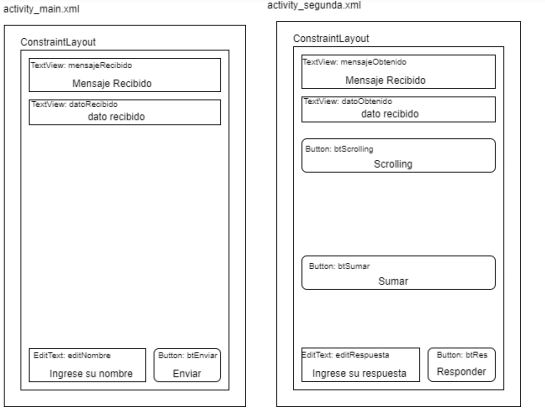 activity_main.xml
ConstraintLayout
TextView: mensajeRecibido
Mensaje Recibido
TextView: datoRecibido
dato recibido
EditText: editNombre
Ingrese su nombre
Button: btEnviar
Enviar
activity_segunda.xml
ConstraintLayout
TextView: mensajeObtenido
Mensaje Recibido
TextView: datoObtenido
dato recibido
Button: btScrolling
Scrolling
Button: btSumar
Sumar
EditText: editRespuesta
Ingrese su respuesta
Button: btRes
Responder